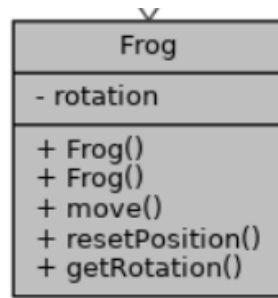 Frog
- rotation
+ Frog()
+ Frog()
+ move()
+ resetPosition()
+ getRotation()